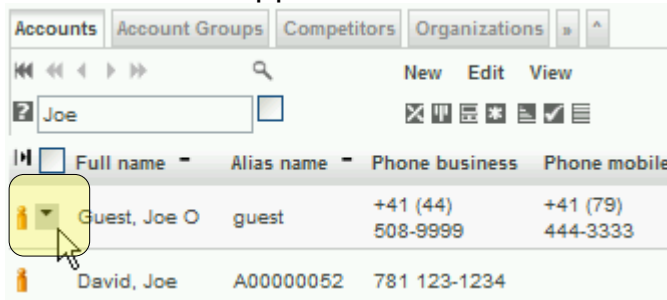 Accounts Account Groups Competitors Organizations » ^
New Edit View
? Joe
Full name Alias name Phone business Phone mobile
Guest, Joe O guest +41 (44) 508-9999 +41 (79) 444-3333
David, Joe A00000052 781 123-1234